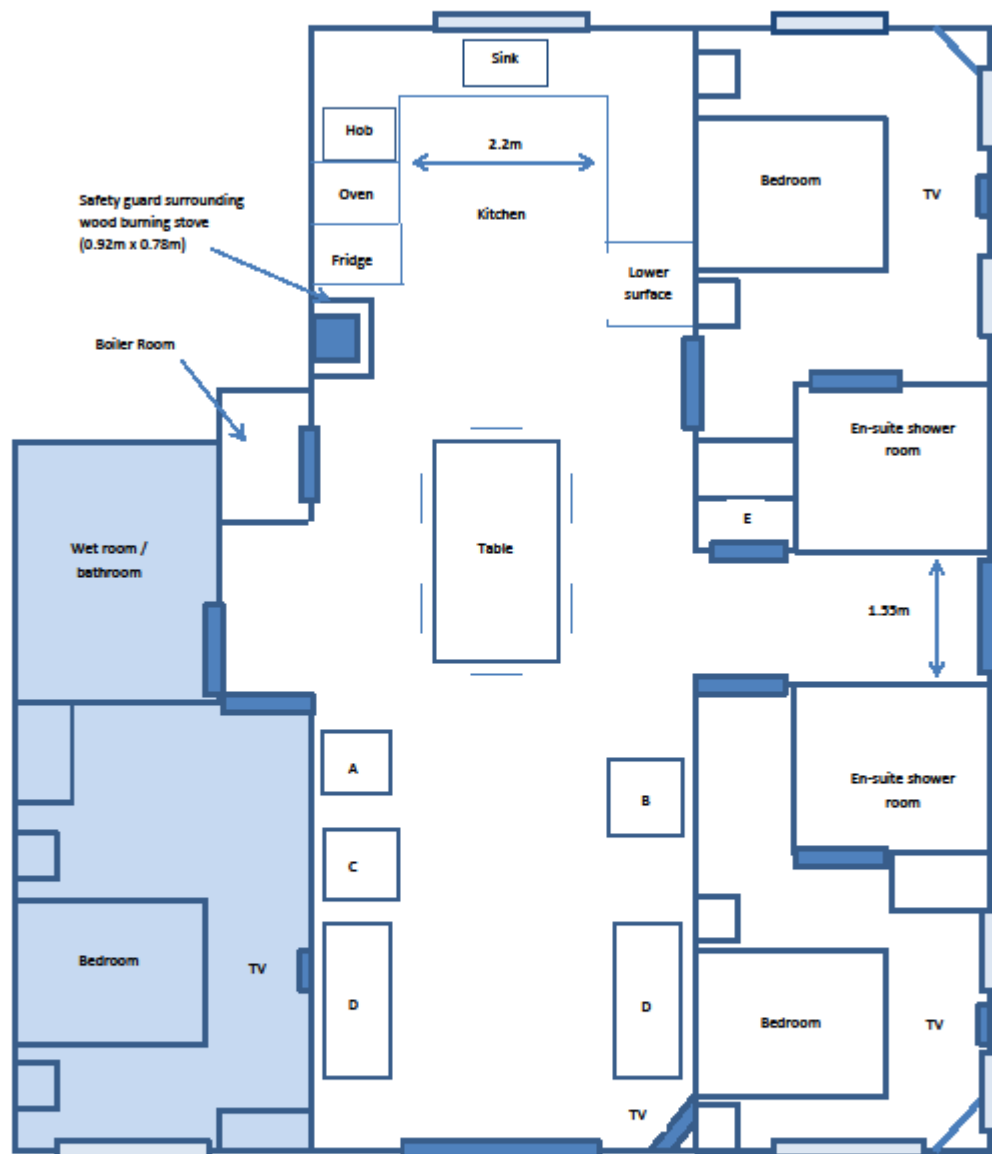 Sink
Hob
2.2m
Bedroom
TV
Oven
Safety guard surrounding
wood burning stove
(0.92m x 0.78m)
Kitchen
Fridge
Lower
surface
Boiler Room
En-suite shower
room
E
Wet room /
bathroom
Table
1.55m
A
En-suite shower
room
B
C
Bedroom
TV
D
D
Bedroom
TV
TV